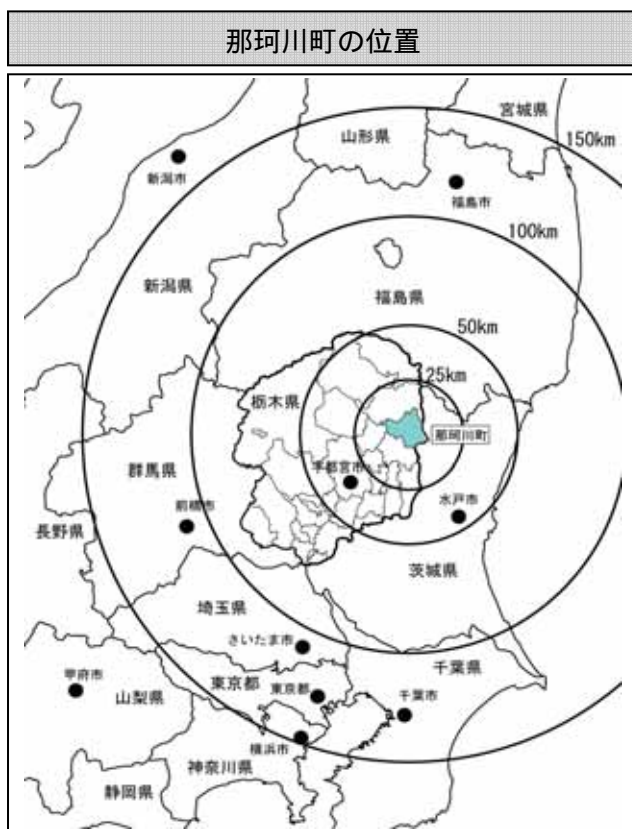 那珂川町の位置
宮城県
山形県
150km
新潟市
福島市
100km
新潟県
福島県
50km
25km
栃木県
那珂川町
群馬県
宇都宮市
前橋市
水戸市
長野県
茨城県
埼玉県
さいたま市
千葉県
甲府市
東京都
東京都
山梨県
千葉市
横浜市
神奈川県
静岡県